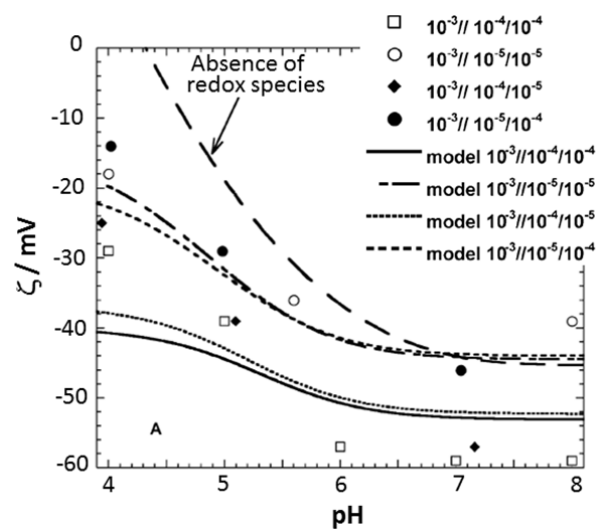 0
-10
-20
-30
-40
-50
-60
4
5
6
7
8
ζ / mV
pH
Absence of
redox species
A
10⁻³// 10⁻⁴/10⁻⁴
10⁻³// 10⁻⁵/10⁻⁵
10⁻³// 10⁻⁴/10⁻⁵
10⁻³// 10⁻⁵/10⁻⁴
model 10⁻³//10⁻⁴/10⁻⁴
model 10⁻³//10⁻⁵/10⁻⁵
model 10⁻³//10⁻⁴/10⁻⁵
model 10⁻³//10⁻⁵/10⁻⁴